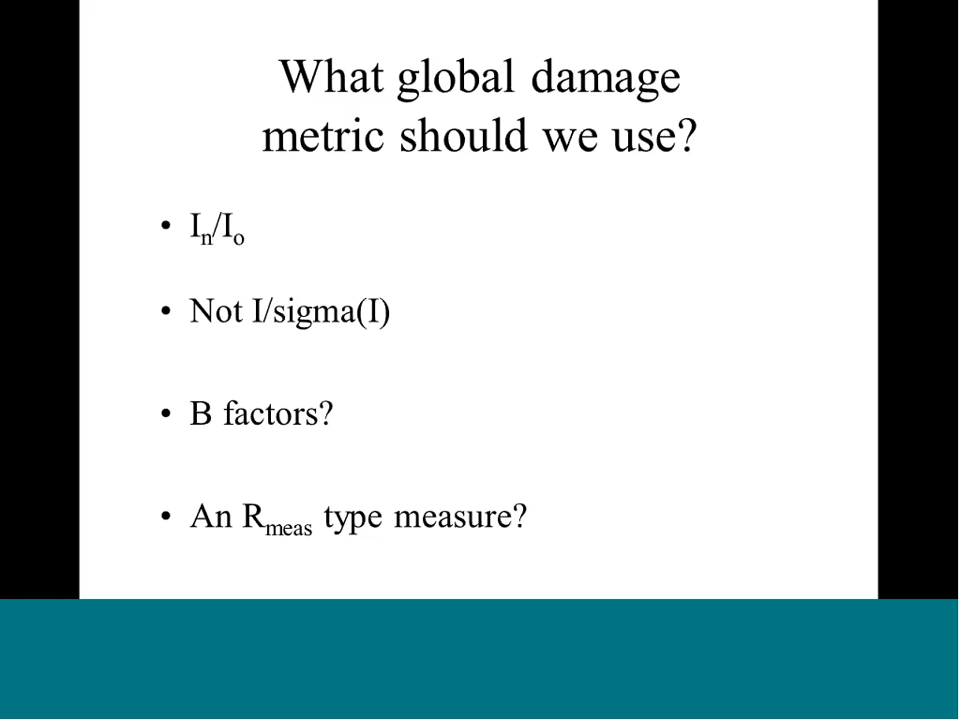 What global damage
metric should we use?
• Iₙ/Iₒ
• Not I/sigma(I)
• B factors?
• An Rmeas type measure?